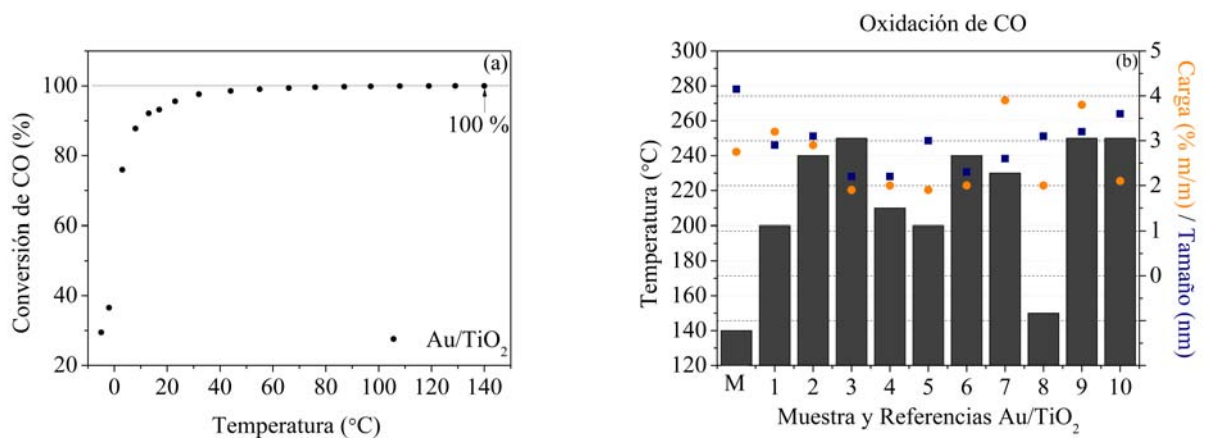 (a)
100
80
60
40
20
Conversión de CO (%)
100 %
Au/TiO₂
0 20 40 60 80 100 120 140
Temperatura (°C)
Oxidación de CO
(b)
300
280
260
240
220
200
180
160
140
120
Temperatura (°C)
5
4
3
2
1
0
Carga (% m/m) / Tamaño (nm)
M 1 2 3 4 5 6 7 8 9 10
Muestra y Referencias Au/TiO₂